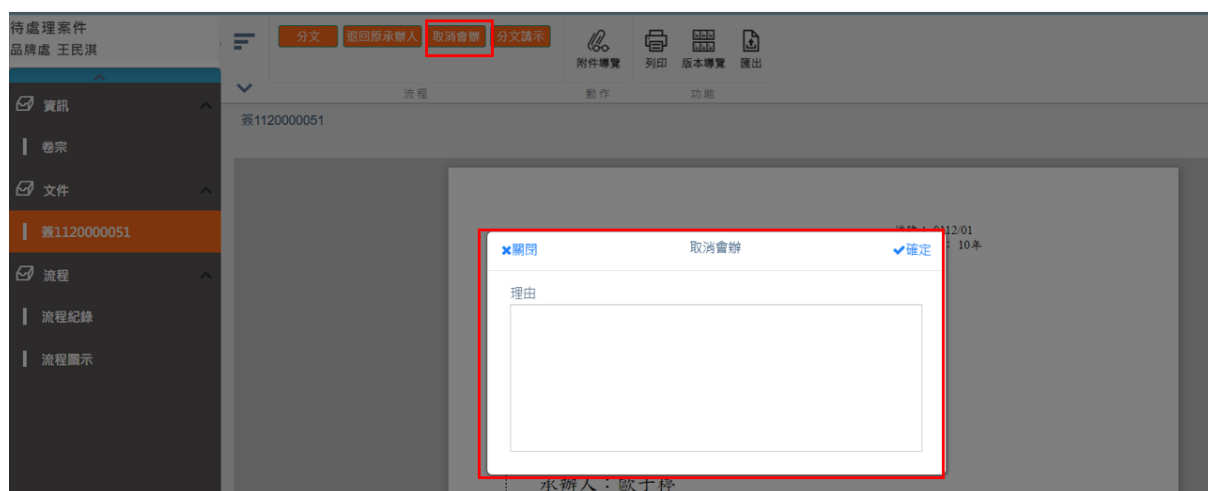 待處理案件
品牌處 王民淇
分文 退回原承辦人 取消會辦 分文請示
附件導覽 列印 版本導覽 匯出
流程 動作 功能
資訊
簽1120000051
卷宗
文件
簽1120000051
流程
流程紀錄
流程圖示
0112/01
10年
關閉 取消會辦 確定
理由
承辦人：歐